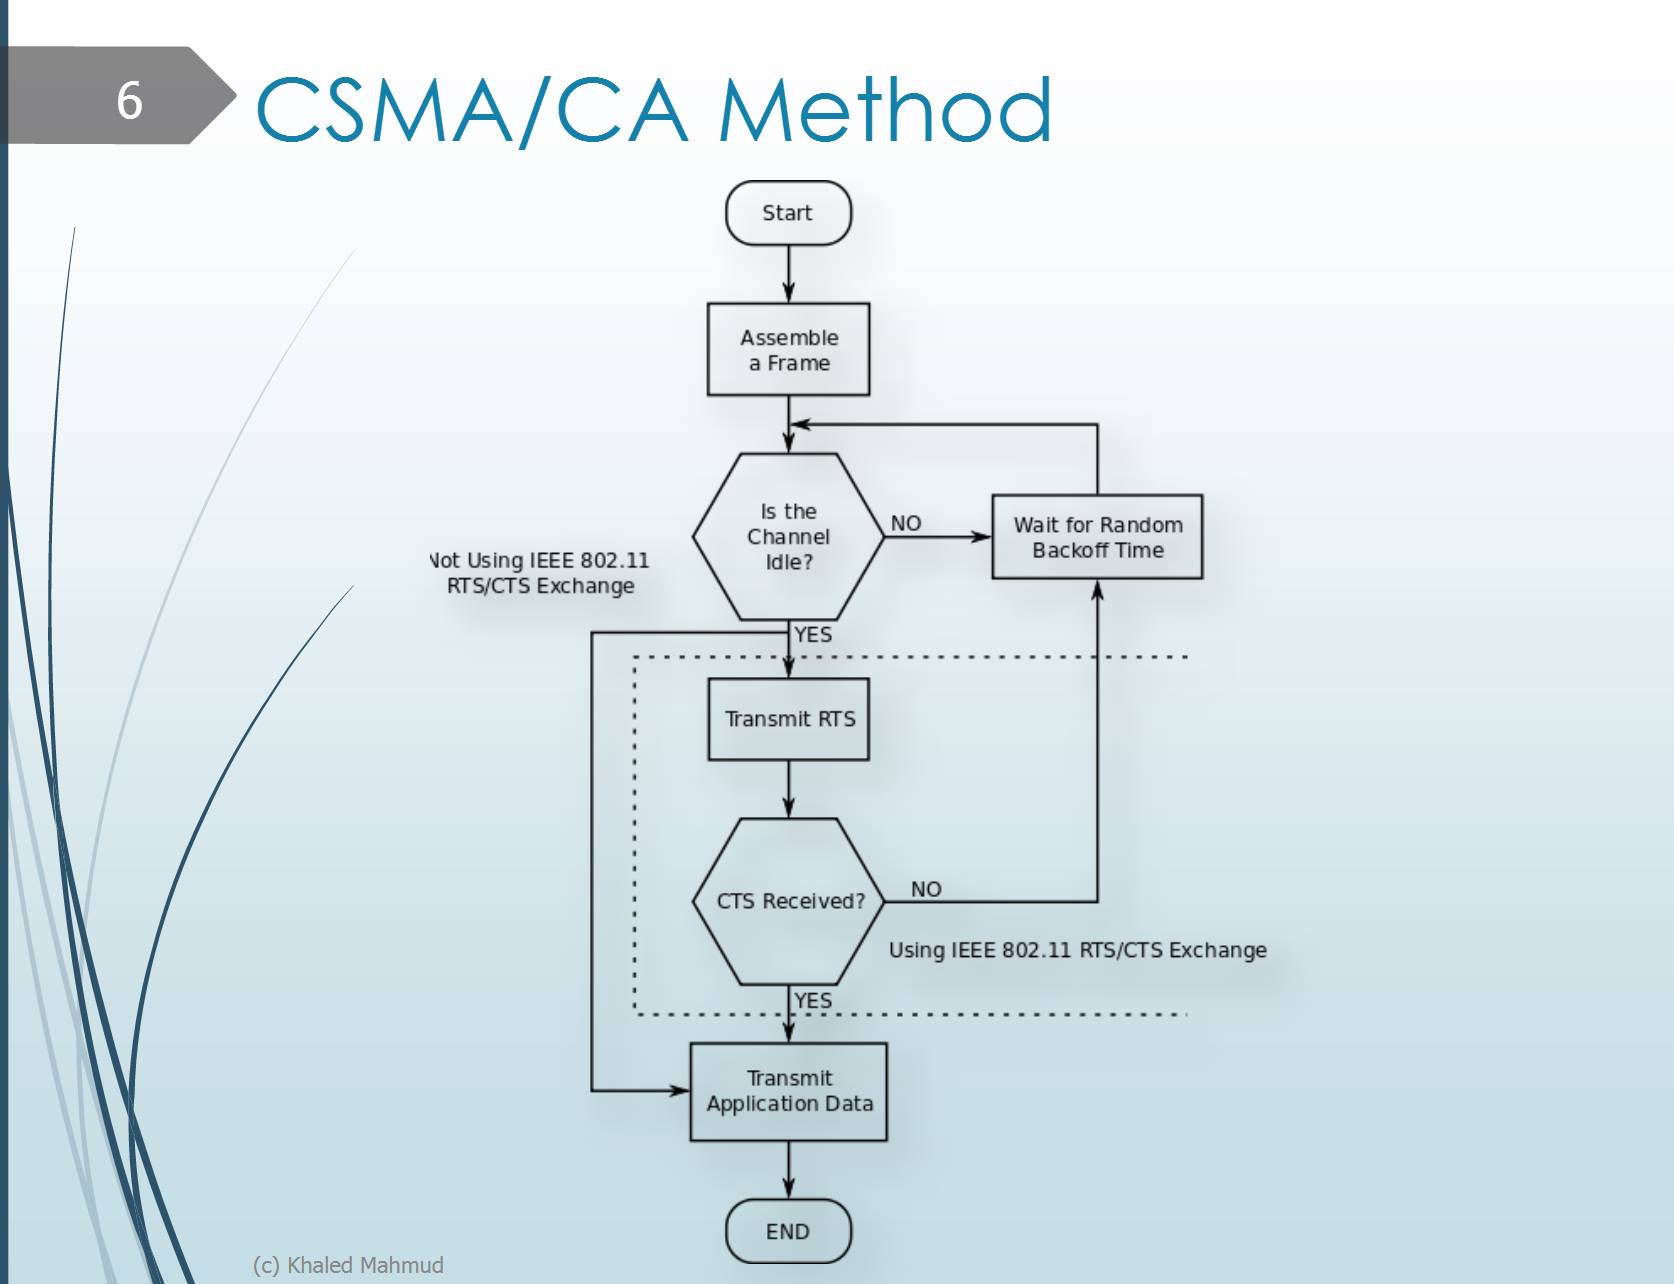 6
CSMA/CA Method
Start
Assemble
a Frame
Is the
Channel
Idle?
NO
Wait for Random
Backoff Time
Not Using IEEE 802.11
RTS/CTS Exchange
YES
Transmit RTS
CTS Received?
NO
Using IEEE 802.11 RTS/CTS Exchange
YES
Transmit
Application Data
END
(c) Khaled Mahmud